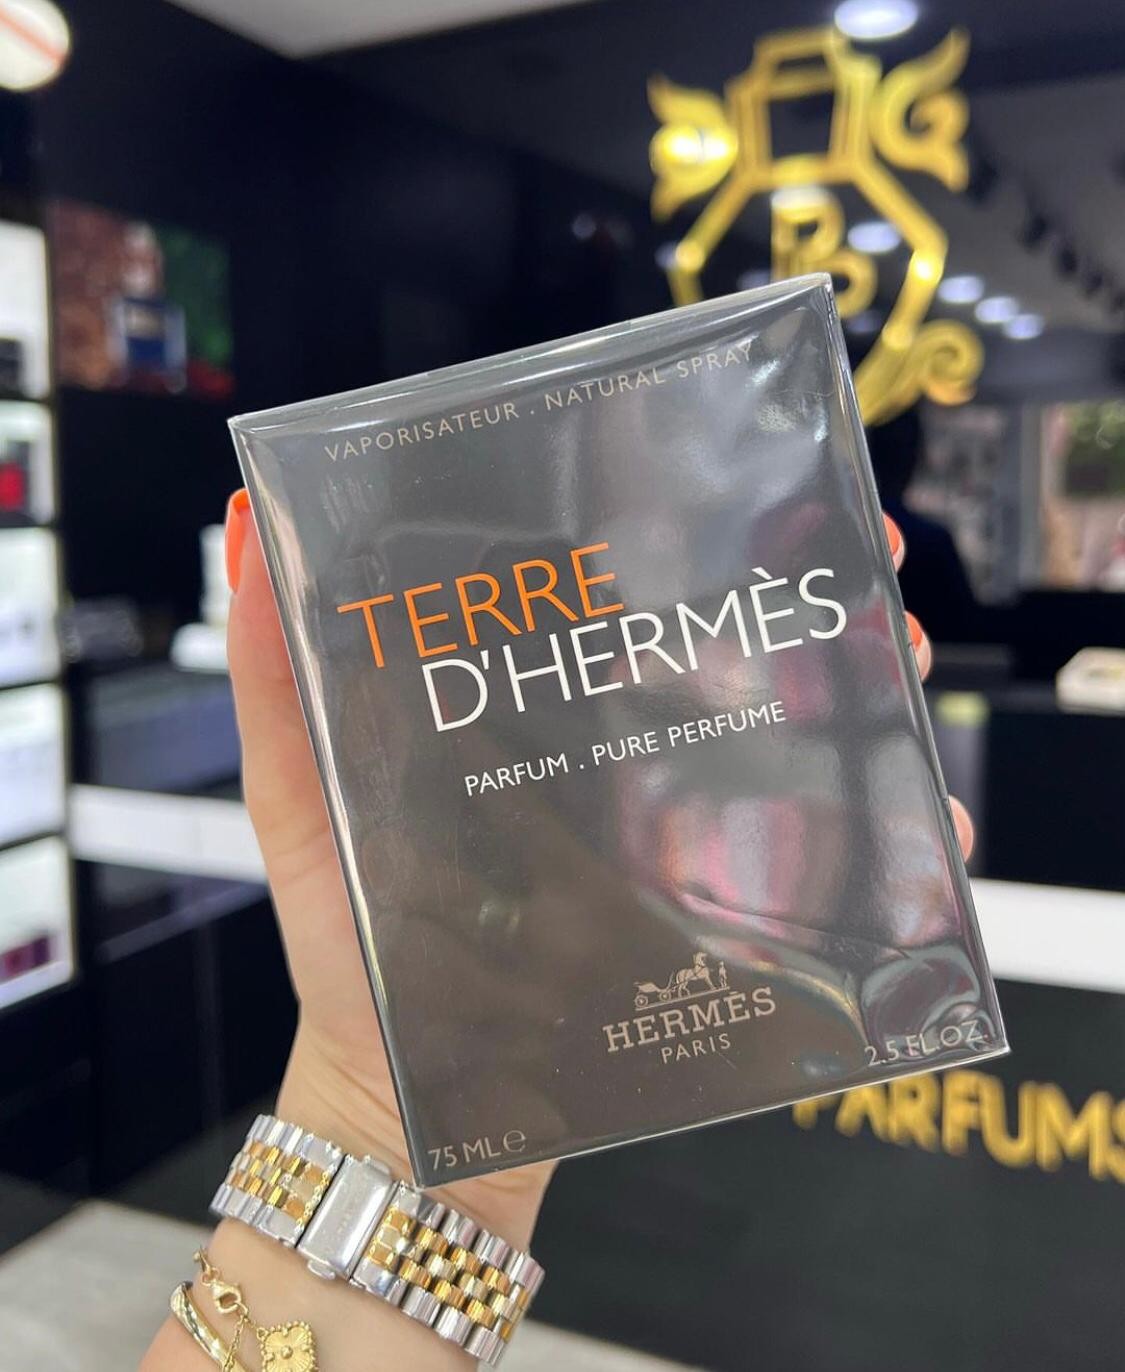 B
VAPORISATEUR . NATURAL SPRAY
TERRE
D'HERMÈS
PARFUM . PURE PERFUME
HERMÈS
PARIS
2.5 FL.OZ.
75 ML e
PARFUMS